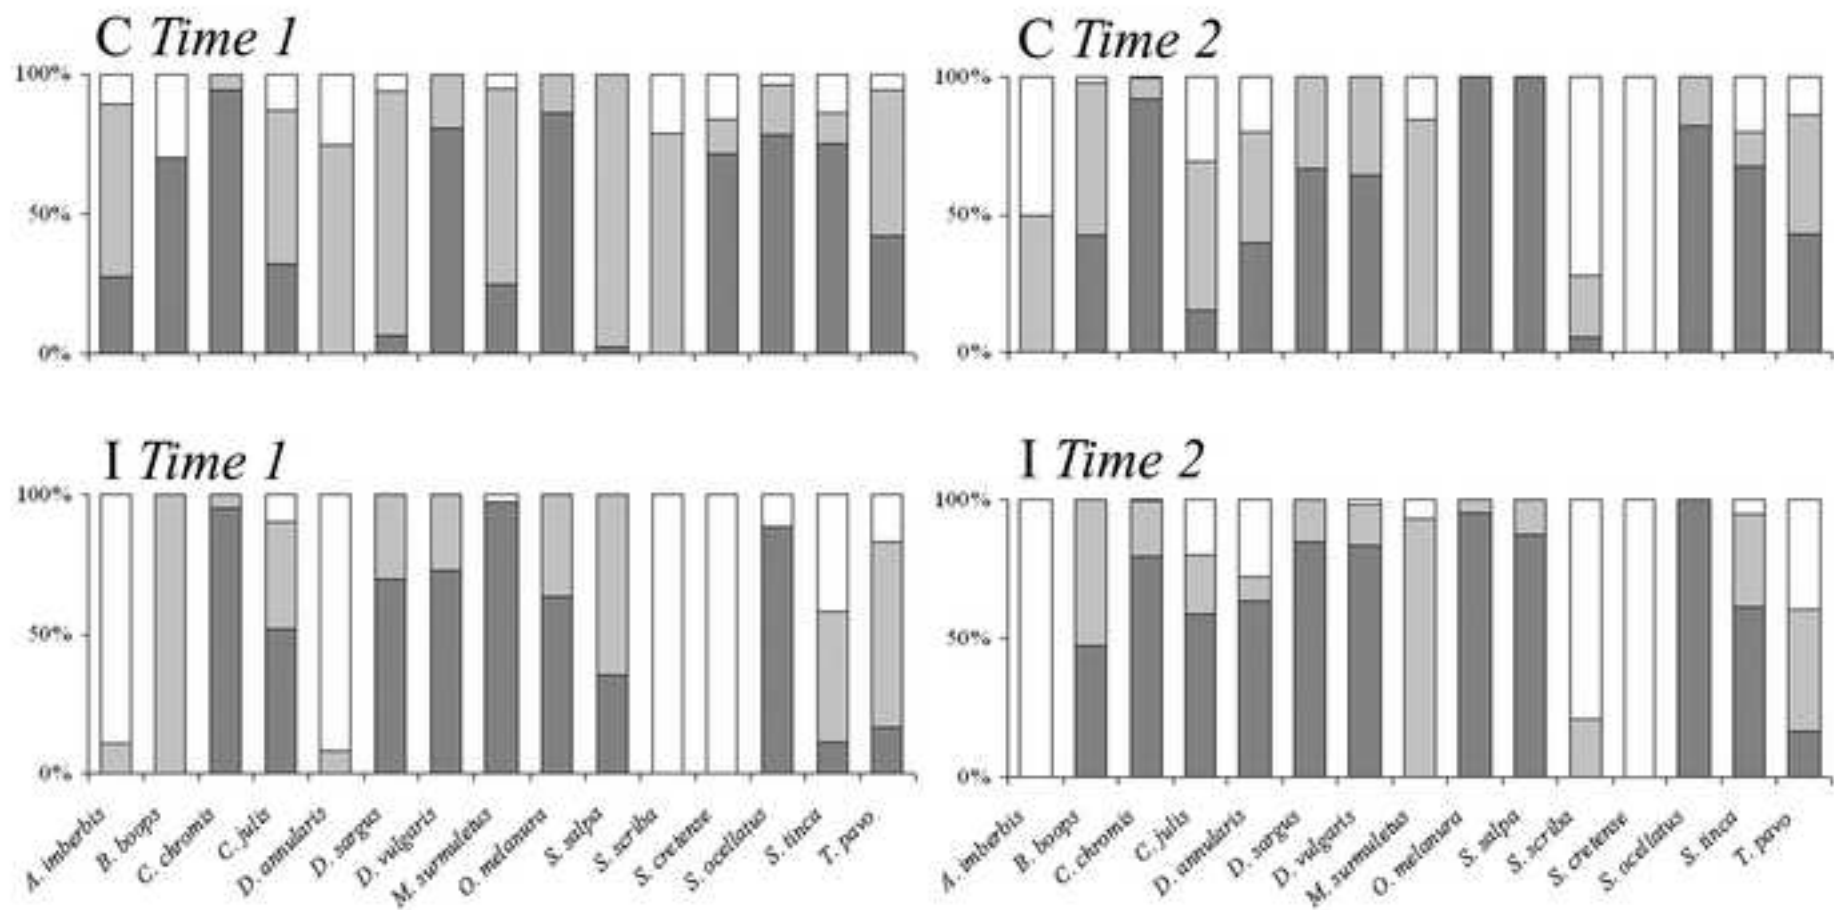 C Time 1
100%
50%
0%
C Time 2
100%
50%
0%
I Time 1
100%
50%
0%
A. imberbis
B. boops
C. chromis
C. julis
D. annularis
D. sargus
D. vulgaris
M. surmuletus
O. melanura
S. salpa
S. scriba
S. cretense
S. ocellatus
S. tinca
T. pavo
I Time 2
100%
50%
0%
A. imberbis
B. boops
C. chromis
C. julis
D. annularis
D. sargus
D. vulgaris
M. surmuletus
O. melanura
S. salpa
S. scriba
S. cretense
S. ocellatus
S. tinca
T. pavo